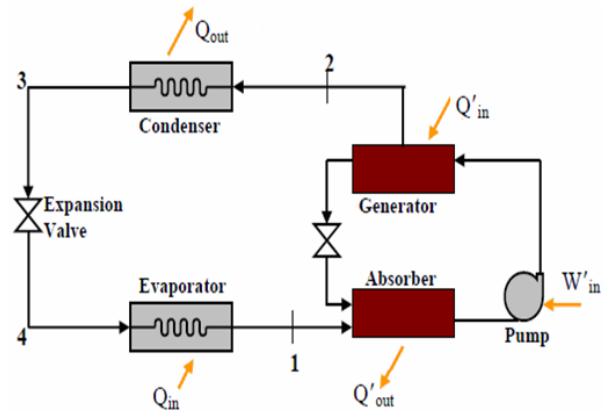 Qout
3
2
Condenser
Q'in
Generator
Expansion
Valve
Evaporator
Absorber
W'in
Pump
4
1
Qin
Q'out